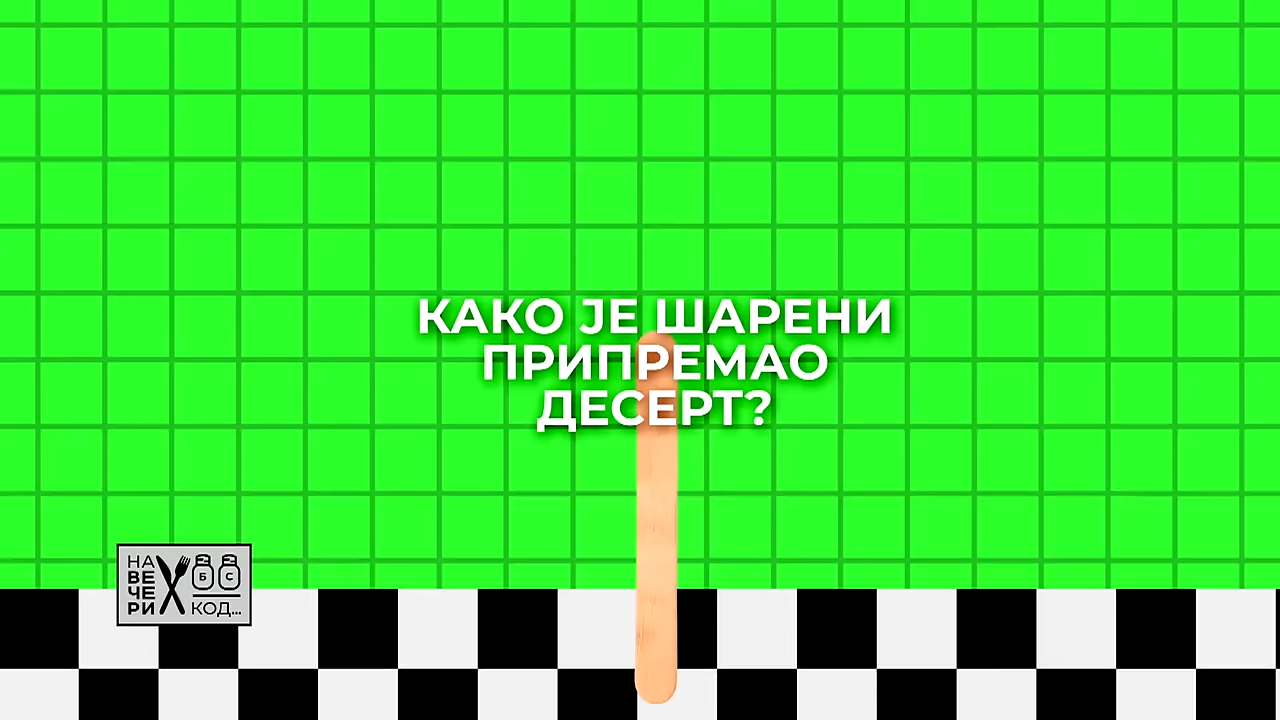 КАКО ЈЕ ШАРЕНИ
ПРИПРЕМАО
ДЕСЕРТ?
НА
ВЕ
ЧЕ
РИ
Б С
КОД...